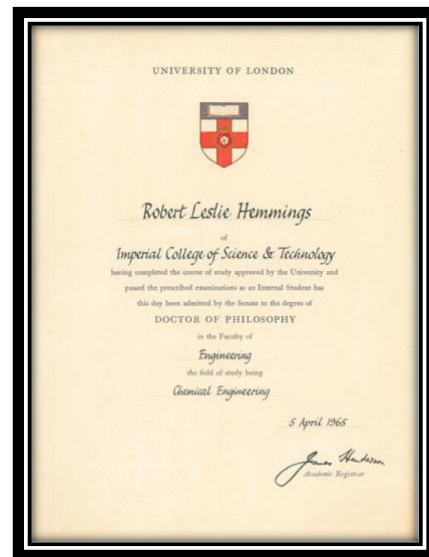 UNIVERSITY OF LONDON
Robert Leslie Hemmings
of
Imperial College of Science & Technology
having completed the course of study approved by the University and
passed the prescribed examinations as an Internal Student has
this day been admitted by the Senate to the degree of
DOCTOR OF PHILOSOPHY
in the Faculty of
Engineering
the field of study being
Chemical Engineering
5 April 1965
James Henderson
Academic Registrar